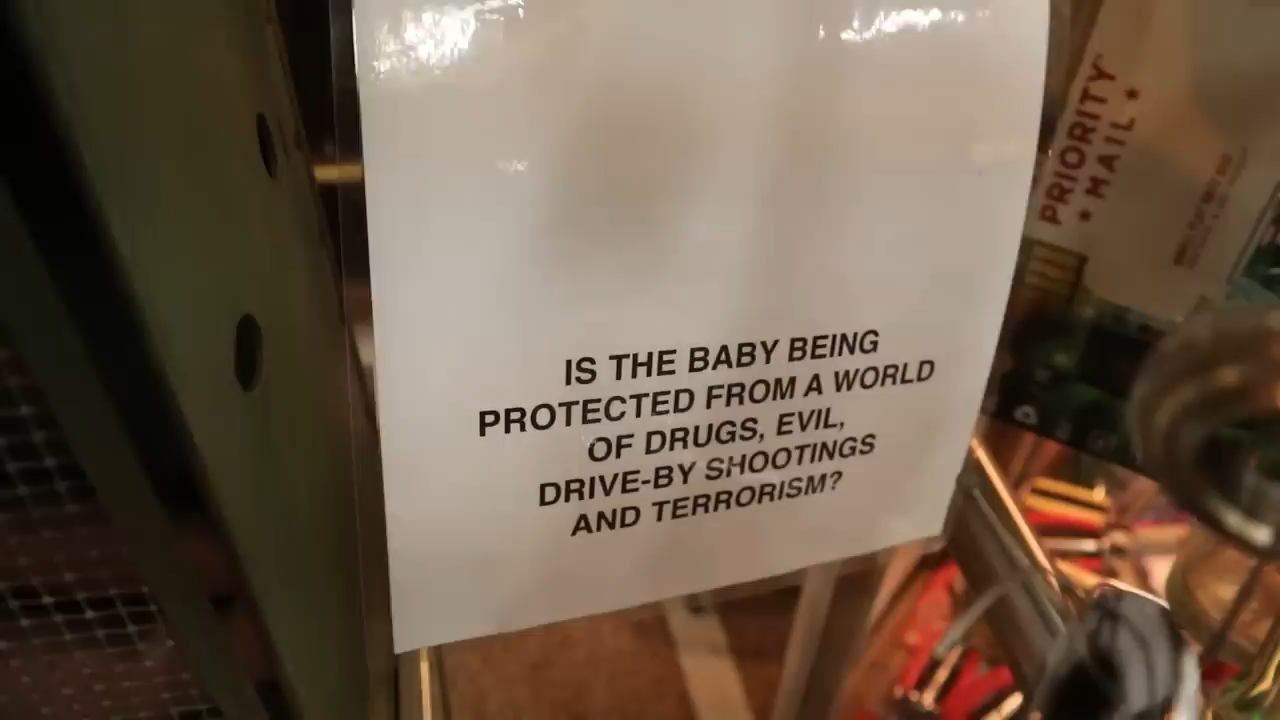 IS THE BABY BEING
PROTECTED FROM A WORLD
OF DRUGS, EVIL,
DRIVE-BY SHOOTINGS
AND TERRORISM?
PRIORITY
★ MAIL ★